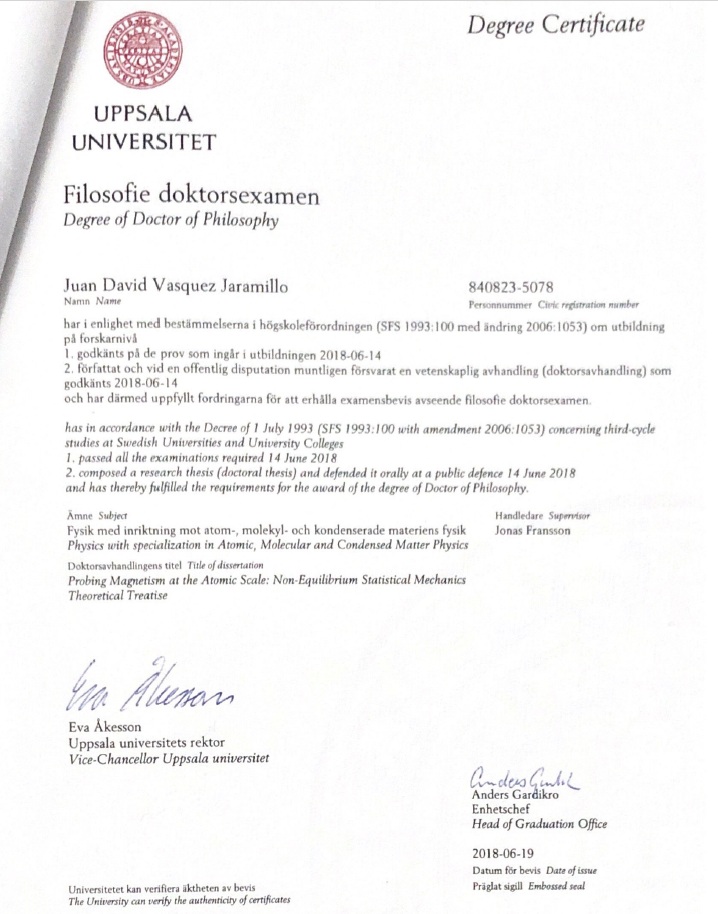 Degree Certificate
UPPSALA
UNIVERSITET
Filosofie doktorsexamen
Degree of Doctor of Philosophy
Juan David Vasquez Jaramillo
Namn Name
840823-5078
Personnummer Civic registration number
har i enlighet med bestämmelserna i högskoleförordningen (SFS 1993:100 med ändring 2006:1053) om utbildning
på forskarnivå
1. godkänts på de prov som ingår i utbildningen 2018-06-14
2. författat och vid en offentlig disputation muntligen försvarat en vetenskaplig avhandling (doktorsavhandling) som
godkänts 2018-06-14
och har därmed uppfyllt fordringarna för att erhålla examensbevis avseende filosofie doktorsexamen.
has in accordance with the Decree of 1 July 1993 (SFS 1993:100 with amendment 2006:1053) concerning third-cycle
studies at Swedish Universities and University Colleges
1. passed all the examinations required 14 June 2018
2. composed a research thesis (doctoral thesis) and defended it orally at a public defence 14 June 2018
and has thereby fulfilled the requirements for the award of the degree of Doctor of Philosophy.
Ämne Subject
Fysik med inriktning mot atom-, molekyl- och kondenserade materiens fysik
Physics with specialization in Atomic, Molecular and Condensed Matter Physics
Handledare Supervisor
Jonas Fransson
Doktorsavhandlingens titel Title of dissertation
Probing Magnetism at the Atomic Scale: Non-Equilibrium Statistical Mechanics
Theoretical Treatise
Eva Åkesson
Eva Åkesson
Uppsala universitets rektor
Vice-Chancellor Uppsala universitet
Anders Gardikro
Enhetschef
Head of Graduation Office
2018-06-19
Datum för bevis Date of issue
Präglat sigill Embossed seal
Universitetet kan verifiera äktheten av bevis
The University can verify the authenticity of certificates